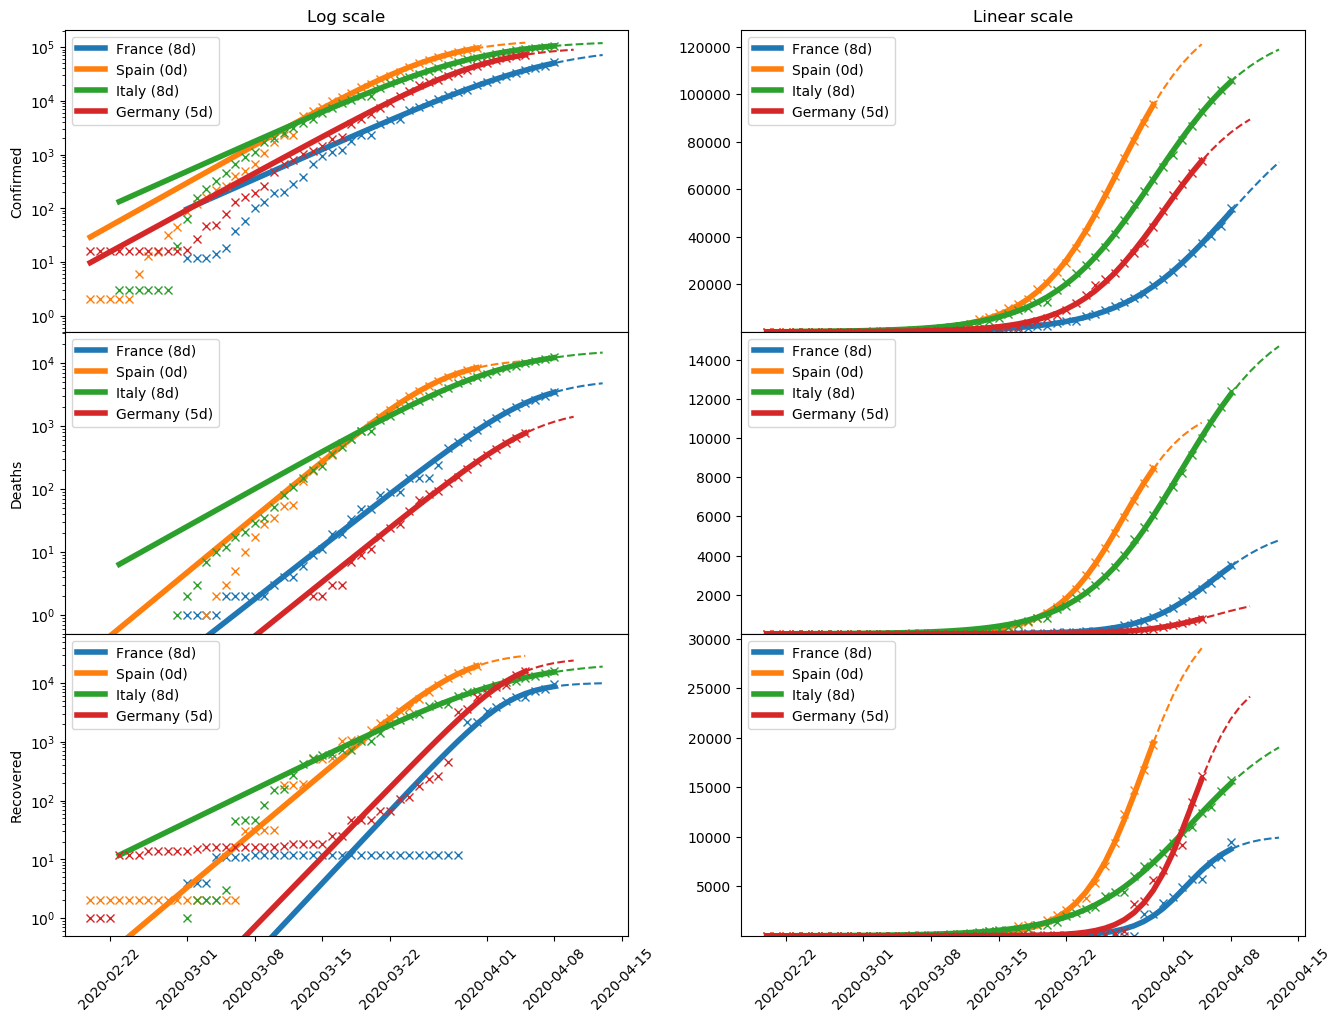 Log scale
Linear scale
Confirmed
10⁵
10⁴
10³
10²
10¹
10⁰
France (8d)
Spain (0d)
Italy (8d)
Germany (5d)
120000
100000
80000
60000
40000
20000
France (8d)
Spain (0d)
Italy (8d)
Germany (5d)
Deaths
10⁴
10³
10²
10¹
10⁰
France (8d)
Spain (0d)
Italy (8d)
Germany (5d)
14000
12000
10000
8000
6000
4000
2000
France (8d)
Spain (0d)
Italy (8d)
Germany (5d)
Recovered
10⁴
10³
10²
10¹
10⁰
France (8d)
Spain (0d)
Italy (8d)
Germany (5d)
30000
25000
20000
15000
10000
5000
France (8d)
Spain (0d)
Italy (8d)
Germany (5d)
2020-02-22
2020-03-01
2020-03-08
2020-03-15
2020-03-22
2020-04-01
2020-04-08
2020-04-15
2020-02-22
2020-03-01
2020-03-08
2020-03-15
2020-03-22
2020-04-01
2020-04-08
2020-04-15